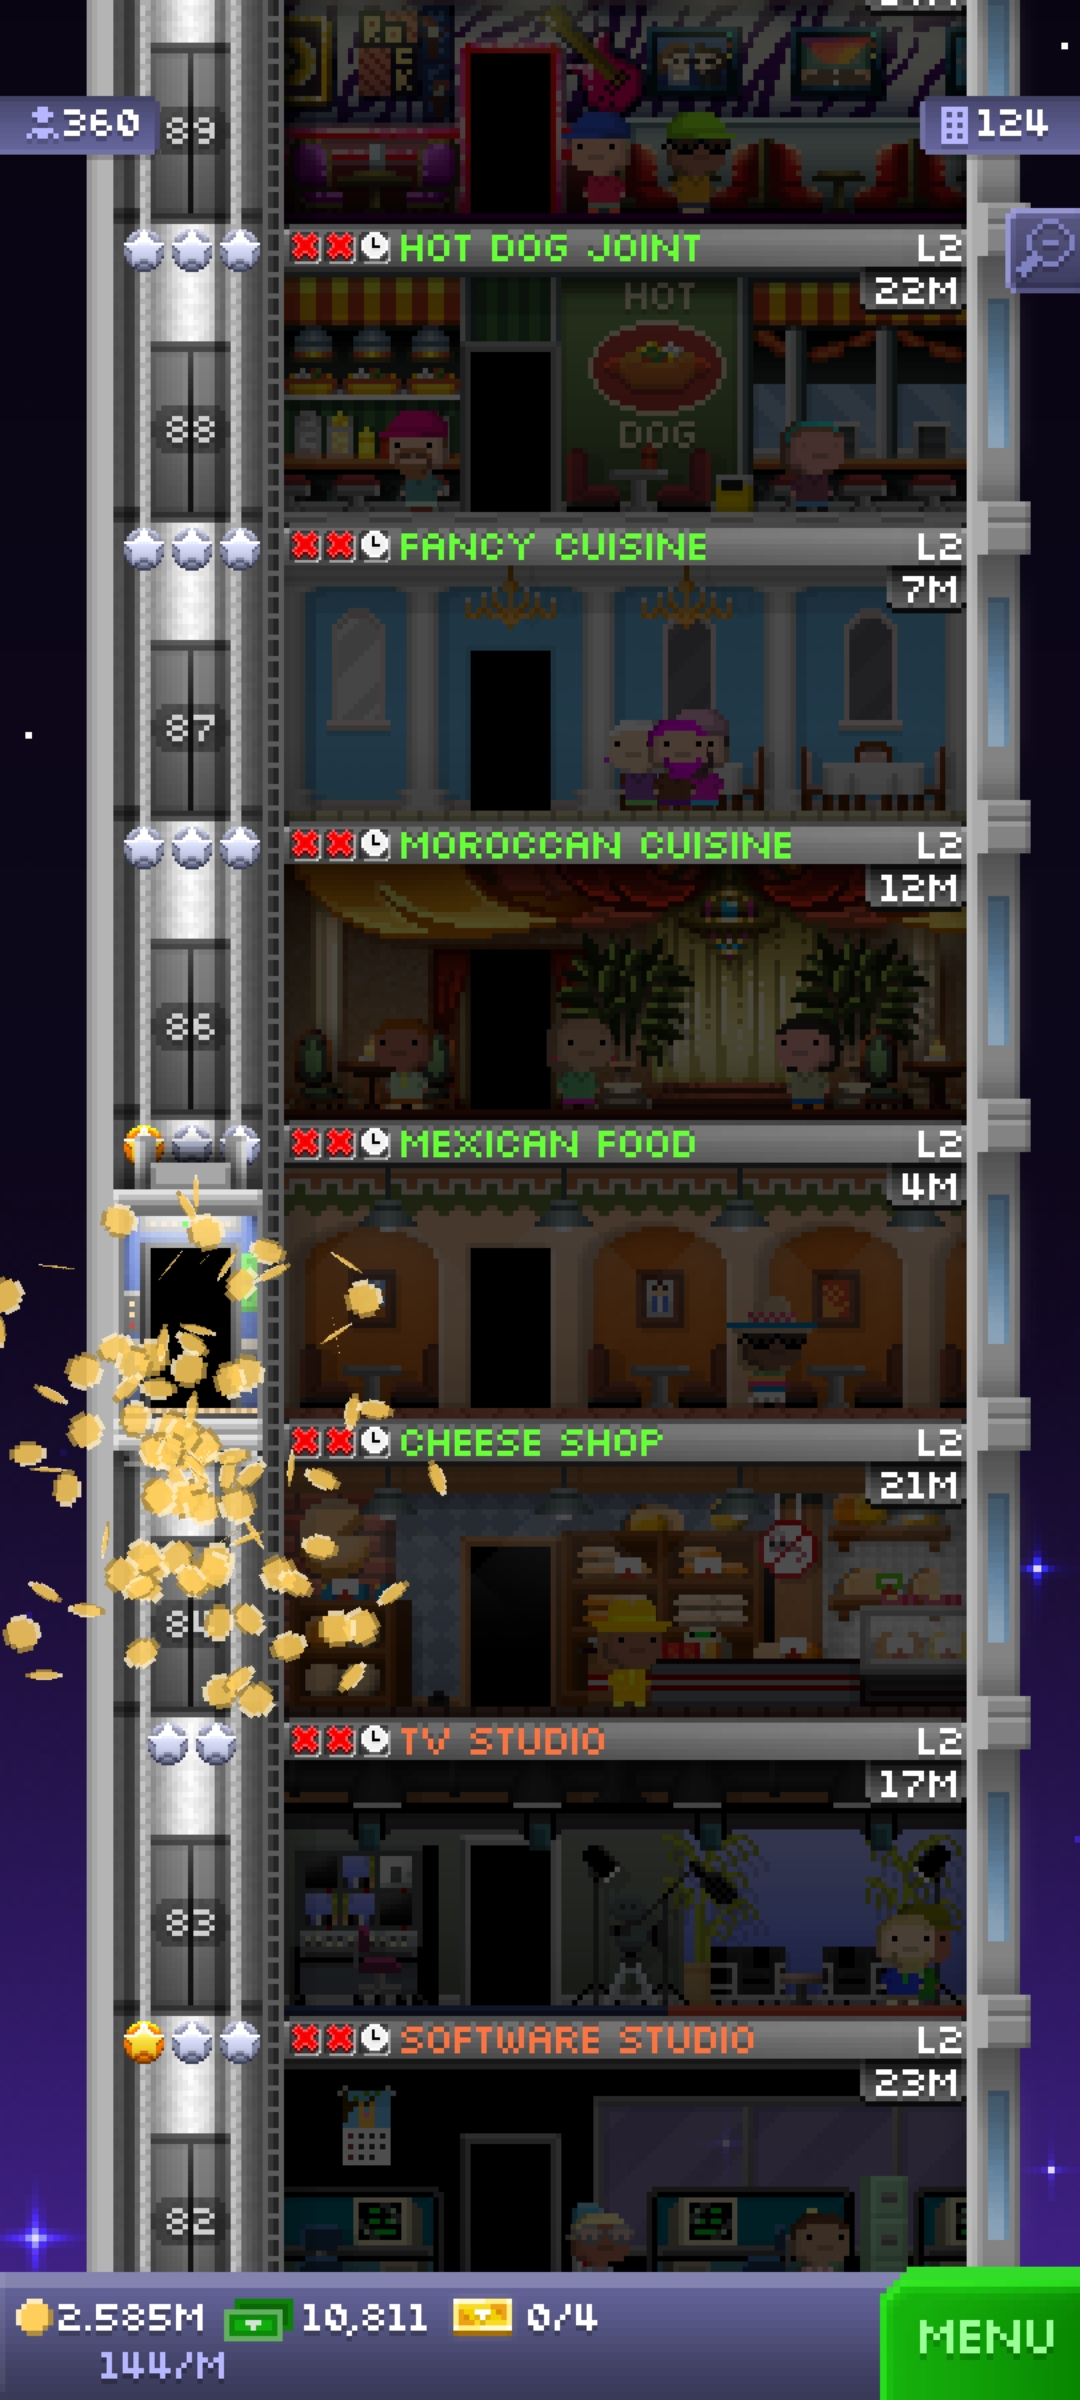 ROCK
89
360
124
HOT DOG JOINT L2
22M
HOT
DOG
88
FANCY CUISINE L2
7M
87
MOROCCAN CUISINE L2
12M
86
MEXICAN FOOD L2
4M
CHEESE SHOP L2
21M
TV STUDIO L2
17M
83
SOFTWARE STUDIO L2
23M
82
2.585M 10,811 0/4
144/M
MENU